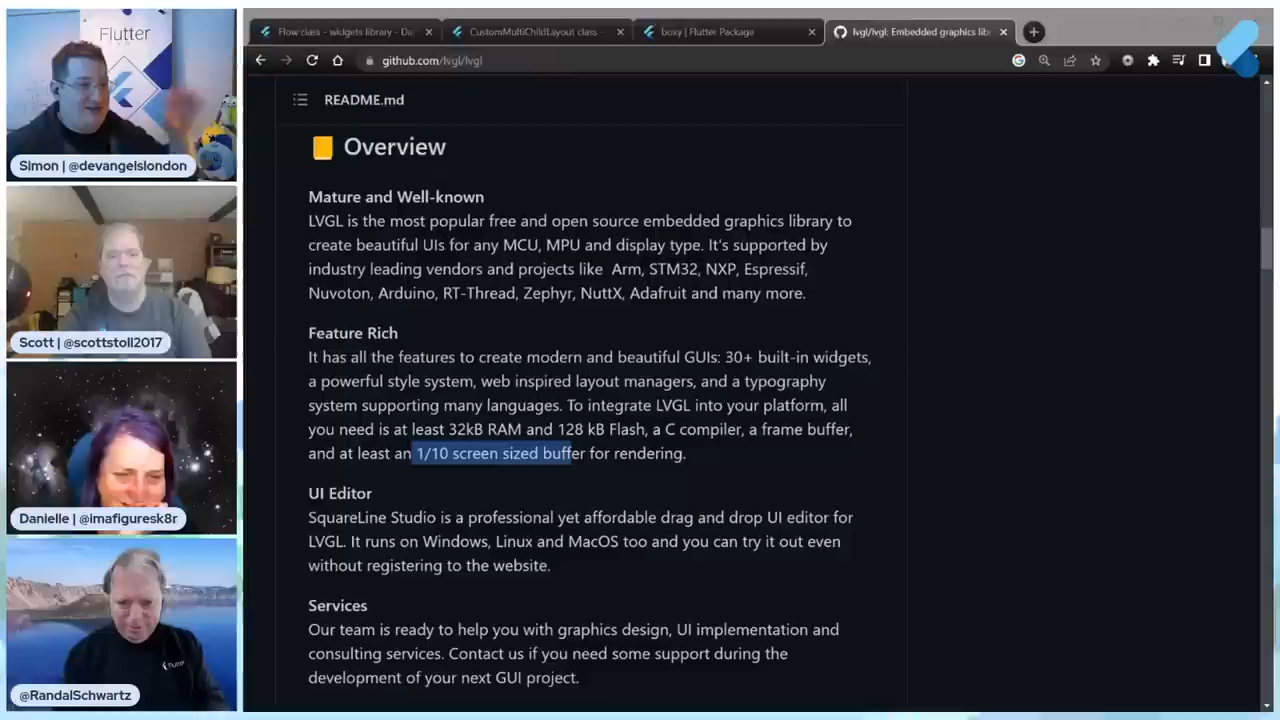 Flutter
Simon | @devangelslondon
Scott | @scottstoll2017
Danielle | @imafiguresk8r
@RandalSchwartz
Flutter
Flow class - widgets library - Da
CustomMultiChildLayout class -
boxy | Flutter Package
lvgl/lvgl: Embedded graphics lib
github.com/lvgl/lvgl
README.md
Overview
Mature and Well-known
LVGL is the most popular free and open source embedded graphics library to
create beautiful UIs for any MCU, MPU and display type. It's supported by
industry leading vendors and projects like Arm, STM32, NXP, Espressif,
Nuvoton, Arduino, RT-Thread, Zephyr, NuttX, Adafruit and many more.
Feature Rich
It has all the features to create modern and beautiful GUIs: 30+ built-in widgets,
a powerful style system, web inspired layout managers, and a typography
system supporting many languages. To integrate LVGL into your platform, all
you need is at least 32kB RAM and 128 kB Flash, a C compiler, a frame buffer,
and at least an 1/10 screen sized buffer for rendering.
UI Editor
SquareLine Studio is a professional yet affordable drag and drop UI editor for
LVGL. It runs on Windows, Linux and MacOS too and you can try it out even
without registering to the website.
Services
Our team is ready to help you with graphics design, UI implementation and
consulting services. Contact us if you need some support during the
development of your next GUI project.